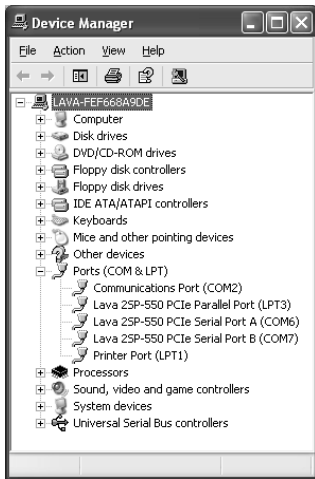 Device Manager
File Action View Help
LAVA-FEF668A9DE
Computer
Disk drives
DVD/CD-ROM drives
Floppy disk controllers
Floppy disk drives
IDE ATA/ATAPI controllers
Keyboards
Mice and other pointing devices
Other devices
Ports (COM & LPT)
Communications Port (COM2)
Lava 2SP-550 PCIe Parallel Port (LPT3)
Lava 2SP-550 PCIe Serial Port A (COM6)
Lava 2SP-550 PCIe Serial Port B (COM7)
Printer Port (LPT1)
Processors
Sound, video and game controllers
System devices
Universal Serial Bus controllers